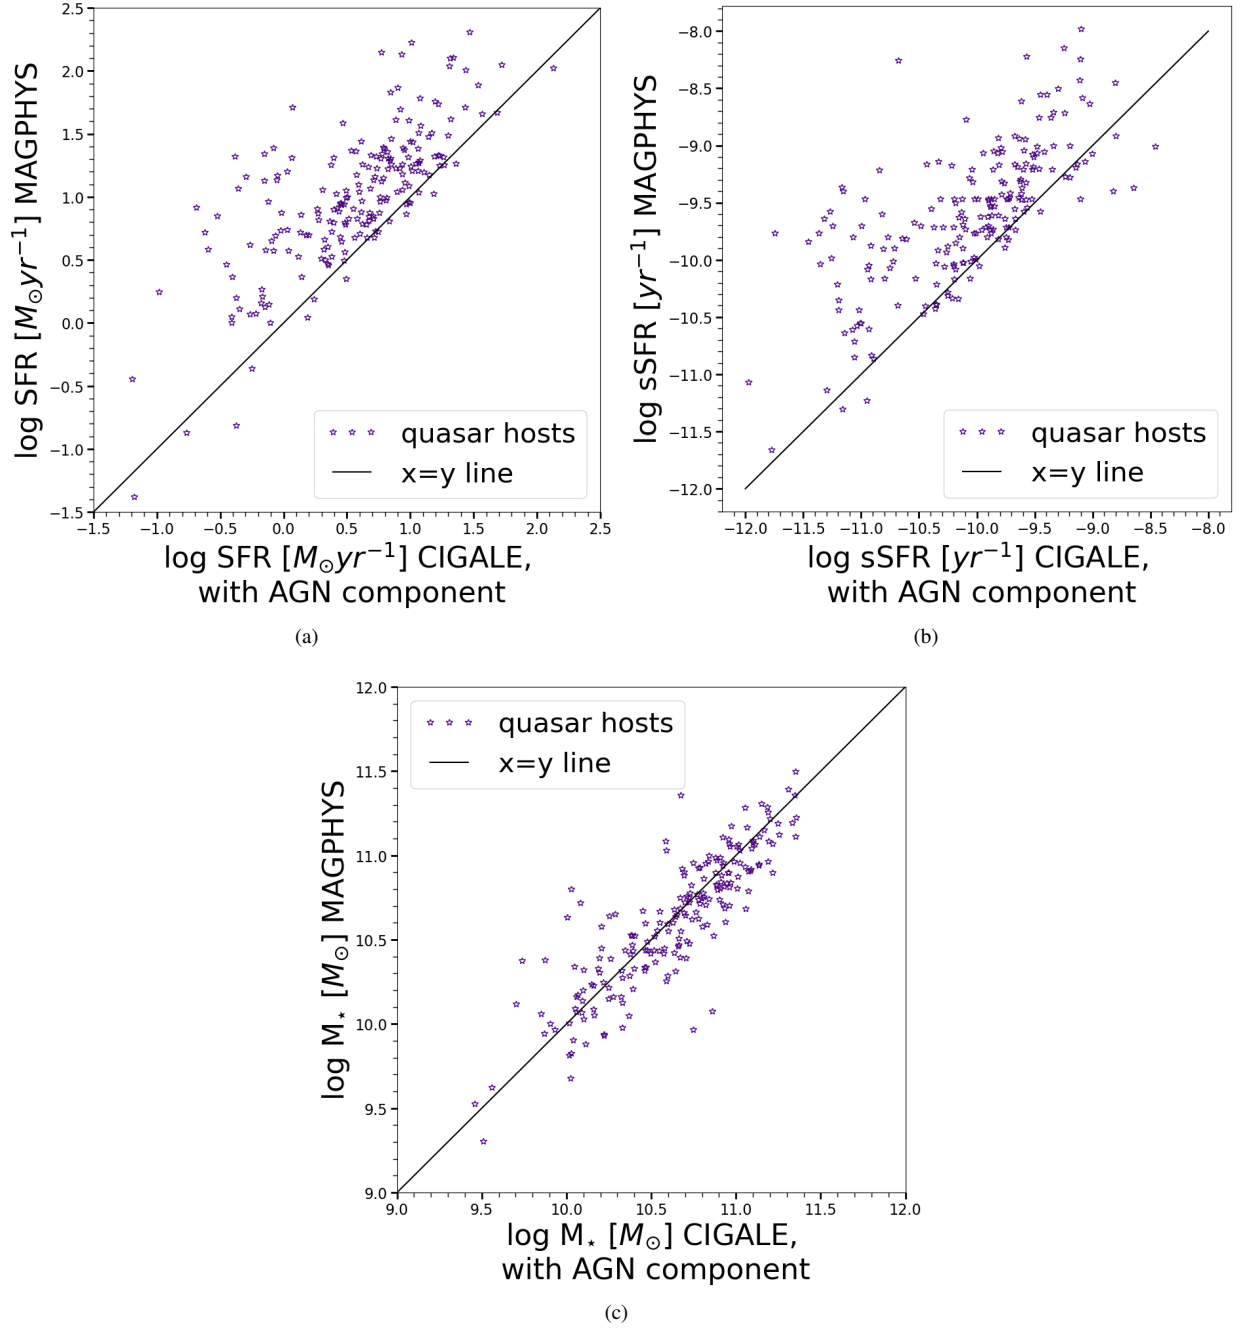 2.5
2.0
1.5
1.0
0.5
0.0
−0.5
−1.0
−1.5
−1.5 −1.0 −0.5 0.0 0.5 1.0 1.5 2.0 2.5
log SFR [M⊙yr⁻¹] MAGPHYS
quasar hosts
x=y line
log SFR [M⊙yr⁻¹] CIGALE,
with AGN component
(a)
−8.0
−8.5
−9.0
−9.5
−10.0
−10.5
−11.0
−11.5
−12.0
−12.0 −11.5 −11.0 −10.5 −10.0 −9.5 −9.0 −8.5 −8.0
log sSFR [yr⁻¹] MAGPHYS
quasar hosts
x=y line
log sSFR [yr⁻¹] CIGALE,
with AGN component
(b)
12.0
11.5
11.0
10.5
10.0
9.5
9.0
9.0 9.5 10.0 10.5 11.0 11.5 12.0
log M⋆ [M⊙] MAGPHYS
quasar hosts
x=y line
log M⋆ [M⊙] CIGALE,
with AGN component
(c)